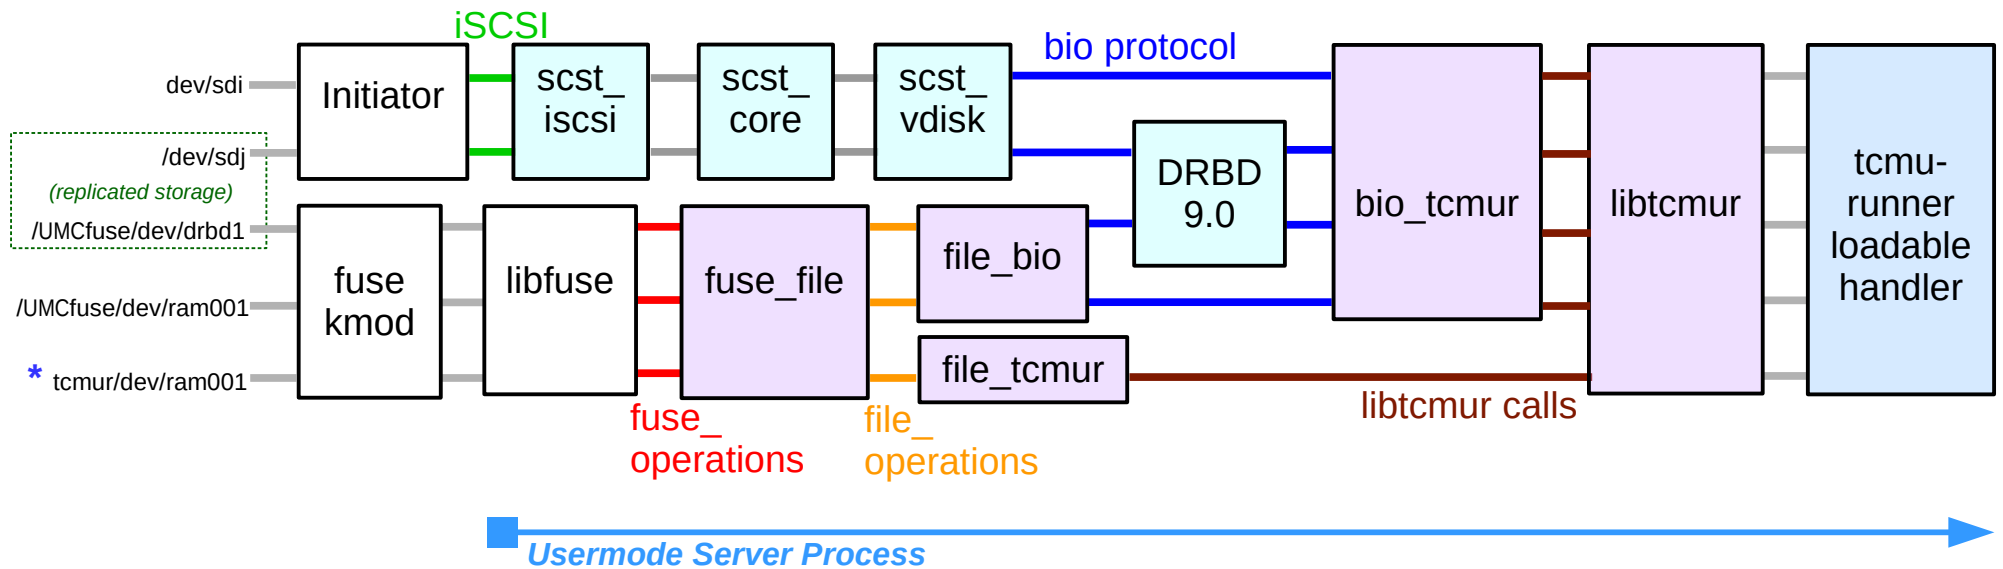 iSCSI
bio protocol
dev/sdi
Initiator
scst_
iscsi
scst_
core
scst_
vdisk
/dev/sdj
(replicated storage)
/UMCfuse/dev/drbd1
DRBD
9.0
bio_tcmur
libtcmur
tcmu-
runner
loadable
handler
/UMCfuse/dev/ram001
* tcmur/dev/ram001
fuse
kmod
libfuse
fuse_file
file_bio
file_tcmur
fuse_
operations
file_
operations
libtcmur calls
Usermode Server Process